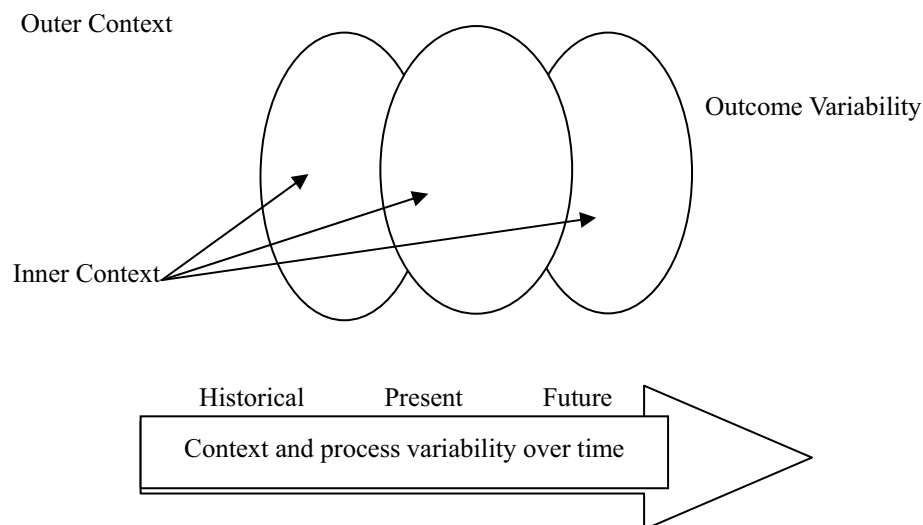 Outer Context
Outcome Variability
Inner Context
Historical Present Future
Context and process variability over time